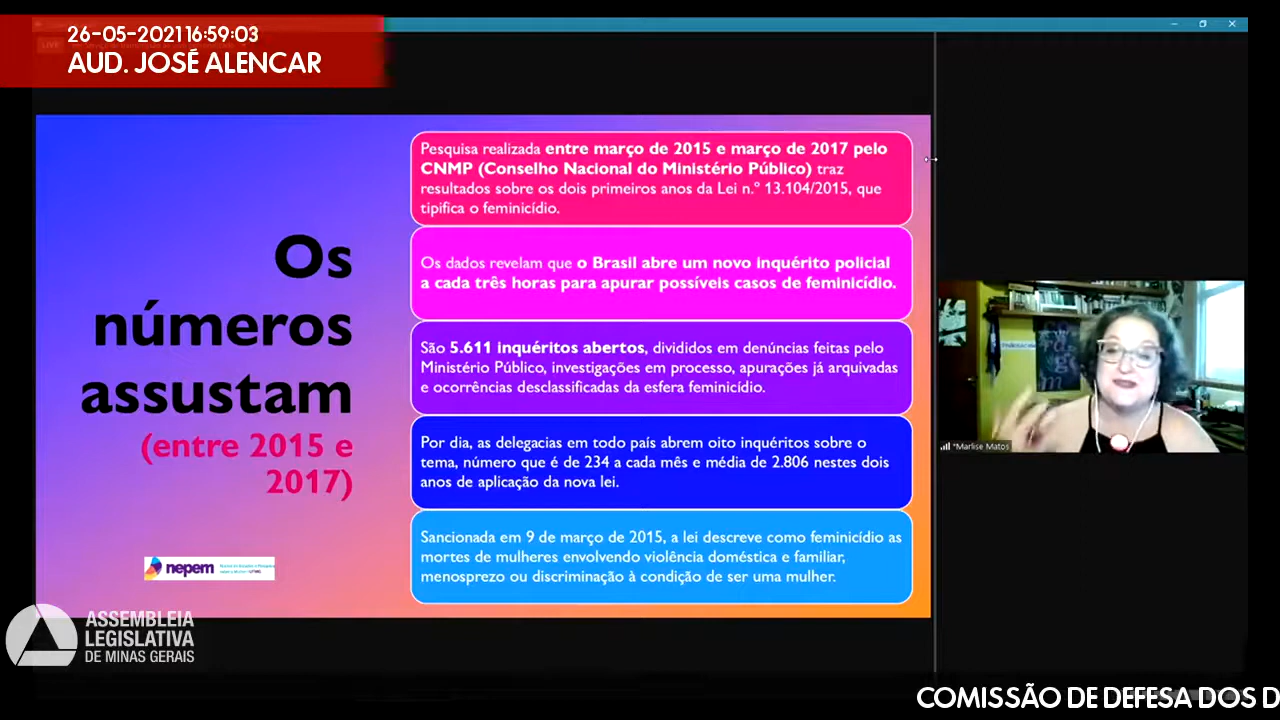 26-05-2021 16:59:03
AUD. JOSÉ ALENCAR
LIVE
Os
números
assustam
(entre 2015 e
2017)
nepem
Pesquisa realizada entre março de 2015 e março de 2017 pelo
CNMP (Conselho Nacional do Ministério Público) traz
resultados sobre os dois primeiros anos da Lei n.º 13.104/2015, que
tipifica o feminicídio.
Os dados revelam que o Brasil abre um novo inquérito policial
a cada três horas para apurar possíveis casos de feminicídio.
São 5.611 inquéritos abertos, divididos em denúncias feitas pelo
Ministério Público, investigações em processo, apurações já arquivadas
e ocorrências desclassificadas da esfera feminicídio.
Por dia, as delegacias em todo país abrem oito inquéritos sobre o
tema, número que é de 234 a cada mês e média de 2.806 nestes dois
anos de aplicação da nova lei.
Sancionada em 9 de março de 2015, a lei descreve como feminicídio as
mortes de mulheres envolvendo violência doméstica e familiar,
menosprezo ou discriminação à condição de ser uma mulher.
*Marlise Matos
ASSEMBLEIA
LEGISLATIVA
DE MINAS GERAIS
COMISSÃO DE DEFESA DOS D